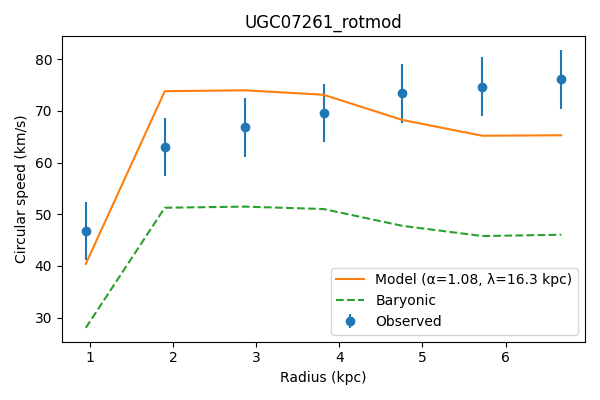 UGC07261_rotmod
Circular speed (km/s)
80
70
60
50
40
30
Model (α=1.08, λ=16.3 kpc)
Baryonic
Observed
1
2
3
4
5
6
Radius (kpc)